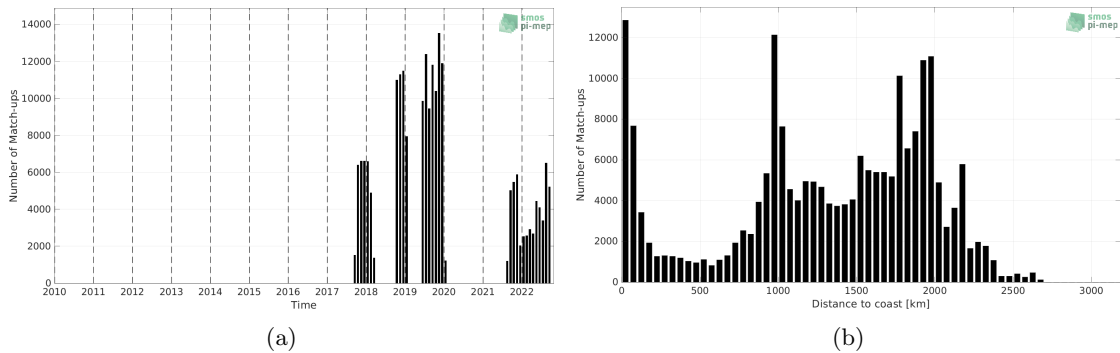 14000
12000
10000
8000
6000
4000
2000
0
Number of Match-ups
2010 2011 2012 2013 2014 2015 2016 2017 2018 2019 2020 2021 2022
Time
smos
pi-mep
(a)
12000
10000
8000
6000
4000
2000
0
Number of Match-ups
0 500 1000 1500 2000 2500 3000
Distance to coast [km]
smos
pi-mep
(b)